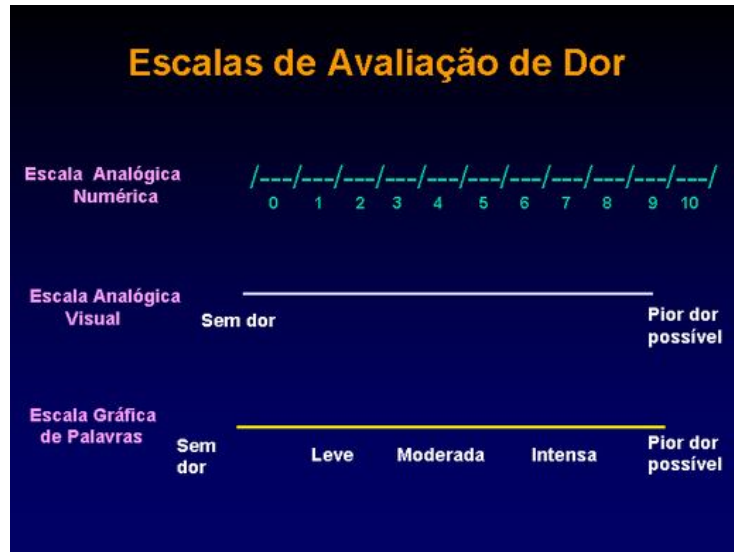 Escalas de Avaliação de Dor
Escala Analógica
Numérica
/---/---/---/---/---/---/---/---/---/---/---/
0 1 2 3 4 5 6 7 8 9 10
Escala Analógica
Visual
Sem dor
Pior dor
possível
Escala Gráfica
de Palavras
Sem
dor
Leve
Moderada
Intensa
Pior dor
possível